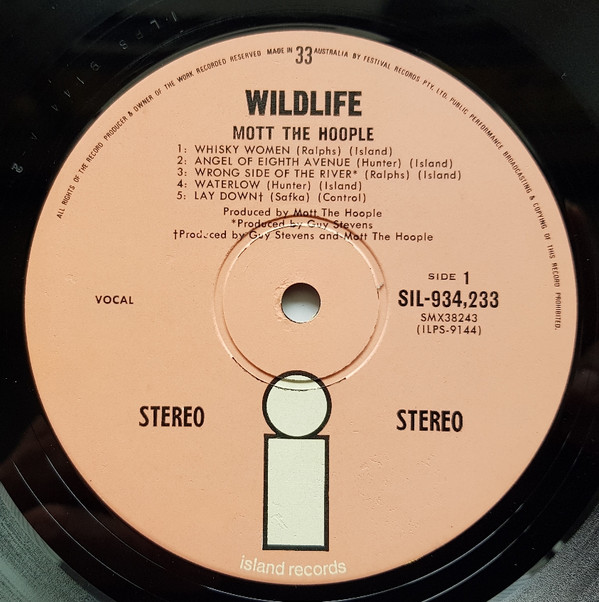 ALL RIGHTS OF THE RECORD PRODUCER & OWNER OF THE WORK RECORDED RESERVED MADE IN 33 AUSTRALIA BY FESTIVAL RECORDS PTY. LTD. PUBLIC PERFORMANCE BROADCASTING & COPYING OF THIS RECORD PROHIBITED.
WILDLIFE
MOTT THE HOOPLE
1: WHISKY WOMEN (Ralphs) (Island)
2: ANGEL OF EIGHTH AVENUE (Hunter) (Island)
3: WRONG SIDE OF THE RIVER* (Ralphs) (Island)
4: WATERLOW (Hunter) (Island)
5: LAY DOWN† (Safka) (Control)
Produced by Mott The Hoople
*Produced by Guy Stevens
†Produced by Guy Stevens and Mott The Hoople
VOCAL
SIDE 1
SIL-934,233
SMX38243
(ILPS-9144)
STEREO
STEREO
island records